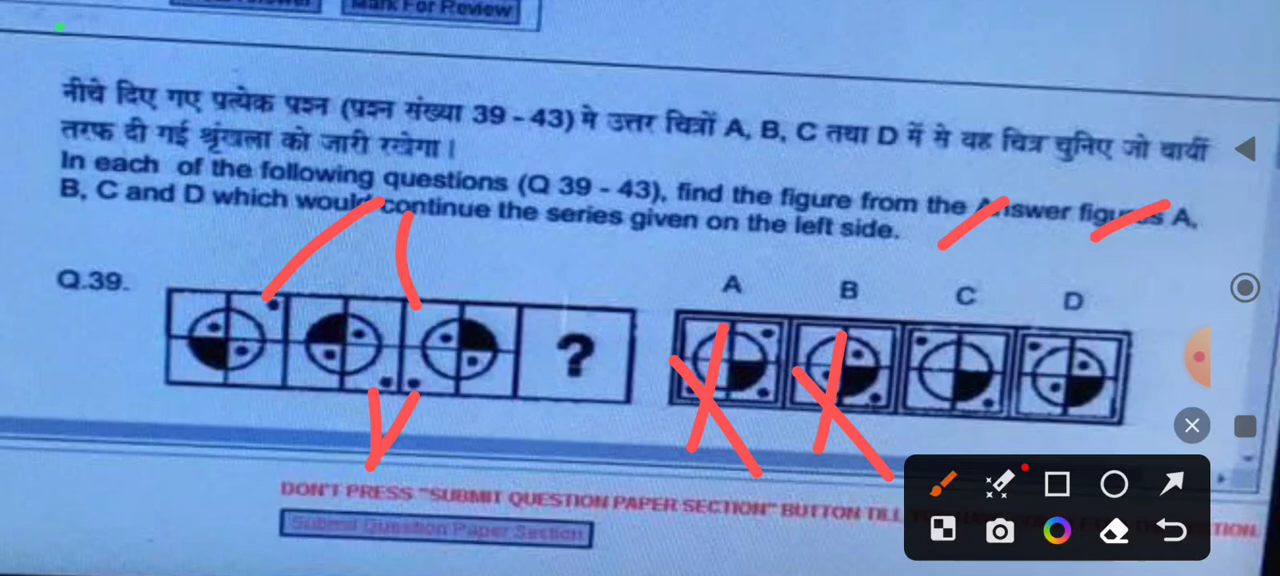 Mark For Review
नीचे दिए गए प्रत्येक प्रश्न (प्रश्न संख्या 39 - 43) मे उत्तर चित्रों A, B, C तथा D में से वह चित्र चुनिए जो बायीं
तरफ दी गई श्रृंखला को जारी रखेगा।
In each of the following questions (Q 39 - 43), find the figure from the Answer figures A,
B, C and D which would continue the series given on the left side.
Q.39.
A B C D
?
DON'T PRESS "SUBMIT QUESTION PAPER SECTION" BUTTON TILL
Submit Question Paper Section